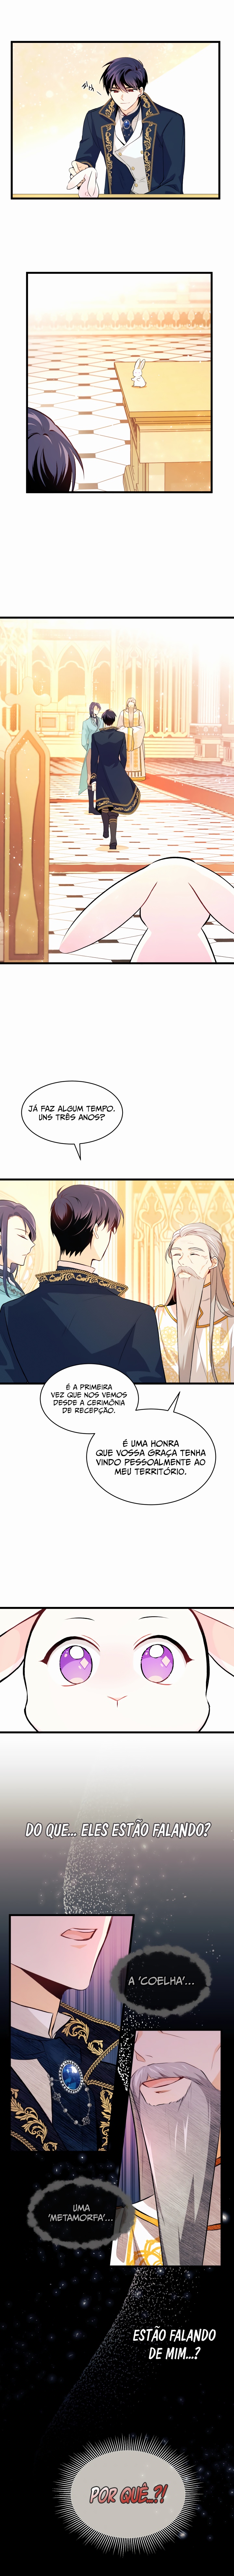 JÁ FAZ ALGUM TEMPO.
UNS TRÊS ANOS?
É A PRIMEIRA
VEZ QUE NOS VEMOS
DESDE A CERIMÔNIA
DE RECEPÇÃO.
É UMA HONRA
QUE VOSSA GRAÇA TENHA
VINDO PESSOALMENTE AO
MEU TERRITÓRIO.
DO QUE... ELES ESTÃO FALANDO?
A 'COELHA'...
UMA
'METAMORFA'...
ESTÃO FALANDO
DE MIM...?
POR QUÊ...?!